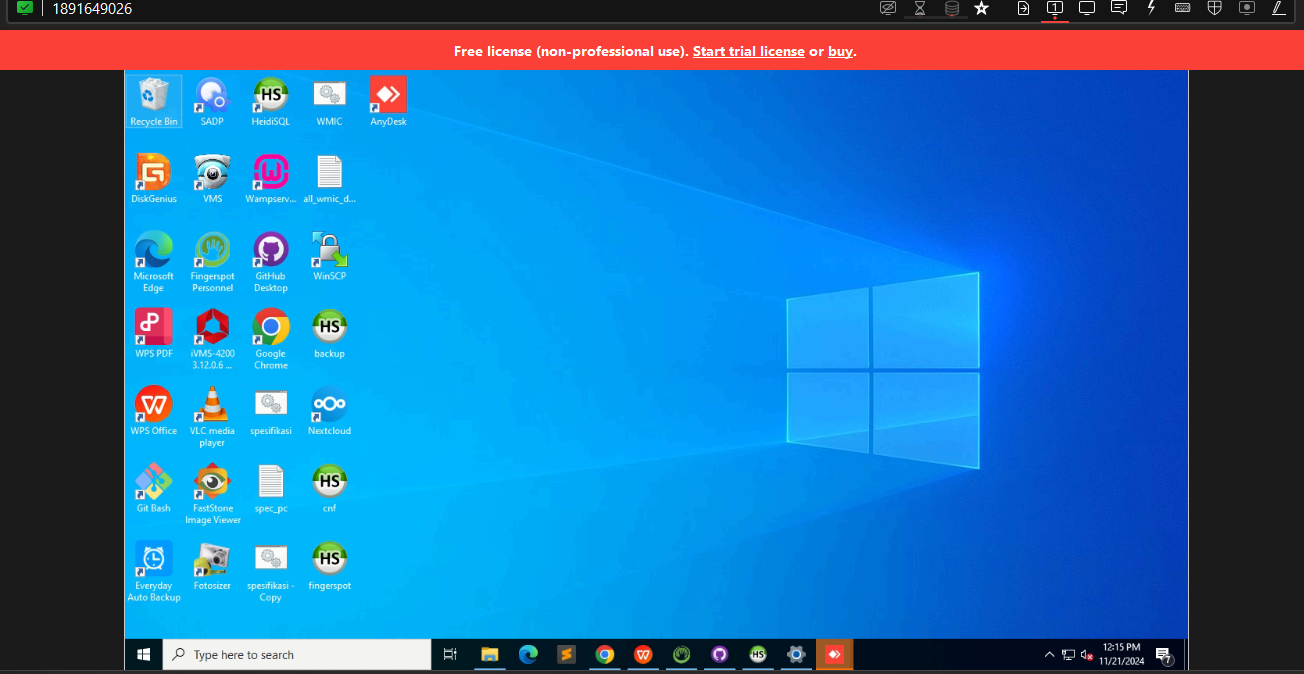 1891649026
Free license (non-professional use). Start trial license or buy.
Recycle Bin
SADP
HeidiSQL
WMIC
AnyDesk
DiskGenius
VMS
Wampserv...
all_wmic_d...
Microsoft
Edge
Fingerspot
Personnel
GitHub
Desktop
WinSCP
WPS PDF
iVMS-4200
3.12.0.6 ...
Google
Chrome
backup
WPS Office
VLC media
player
spesifikasi
Nextcloud
Git Bash
FastStone
Image Viewer
spec_pc
cnf
Everyday
Auto Backup
Fotosizer
spesifikasi -
Copy
fingerspot
Type here to search
12:15 PM
11/21/2024
7